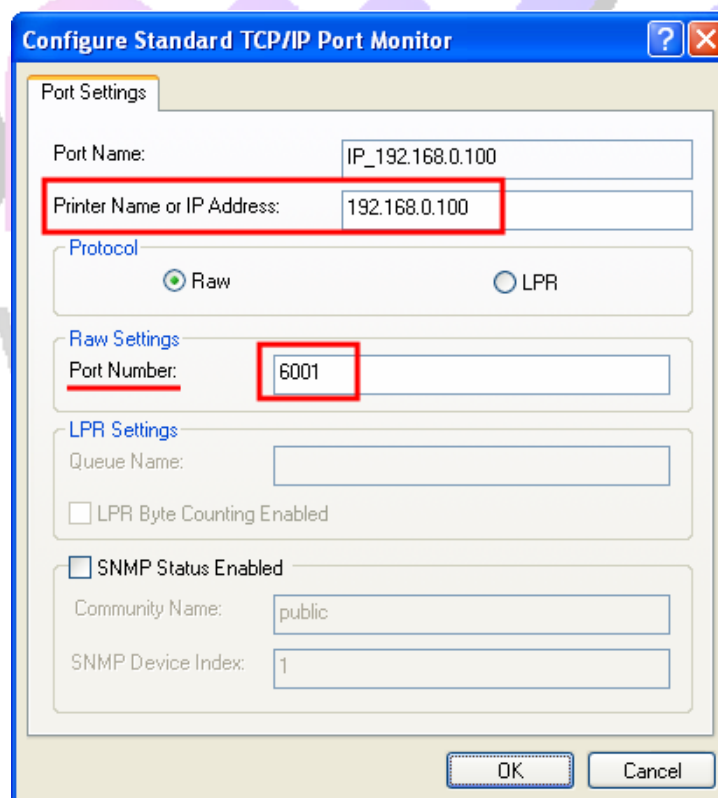 Configure Standard TCP/IP Port Monitor
Port Settings
Port Name: IP_192.168.0.100
Printer Name or IP Address: 192.168.0.100
Protocol
Raw LPR
Raw Settings
Port Number: 6001
LPR Settings
Queue Name:
LPR Byte Counting Enabled
SNMP Status Enabled
Community Name: public
SNMP Device Index: 1
OK Cancel